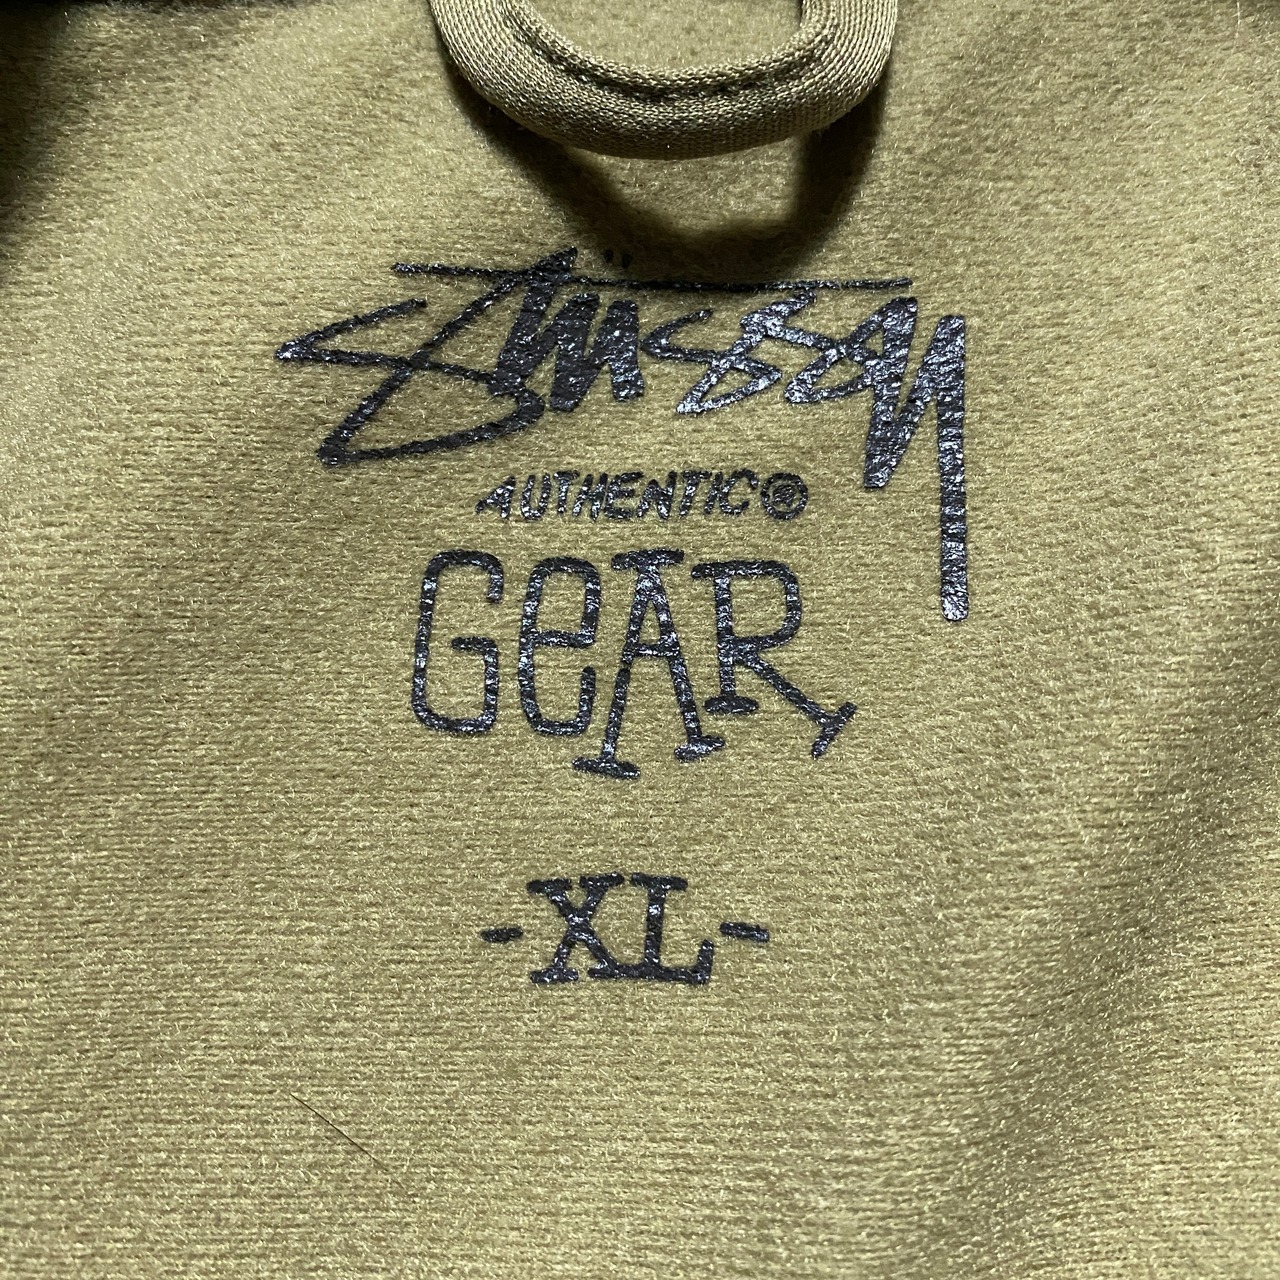 Stüssy
AUTHENTIC®
GeAR
-XL-